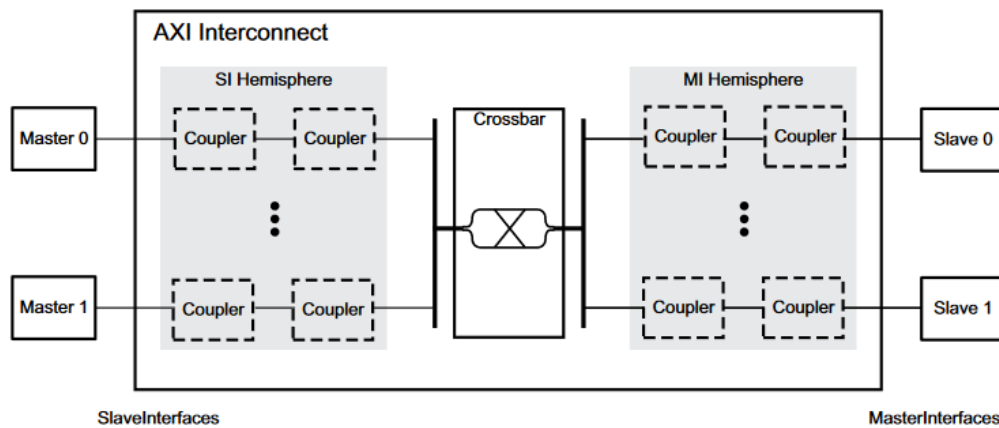 AXI Interconnect
SI Hemisphere
MI Hemisphere
Master 0
Coupler
Coupler
Crossbar
Coupler
Coupler
Slave 0
Master 1
Coupler
Coupler
Coupler
Coupler
Slave 1
SlaveInterfaces
MasterInterfaces